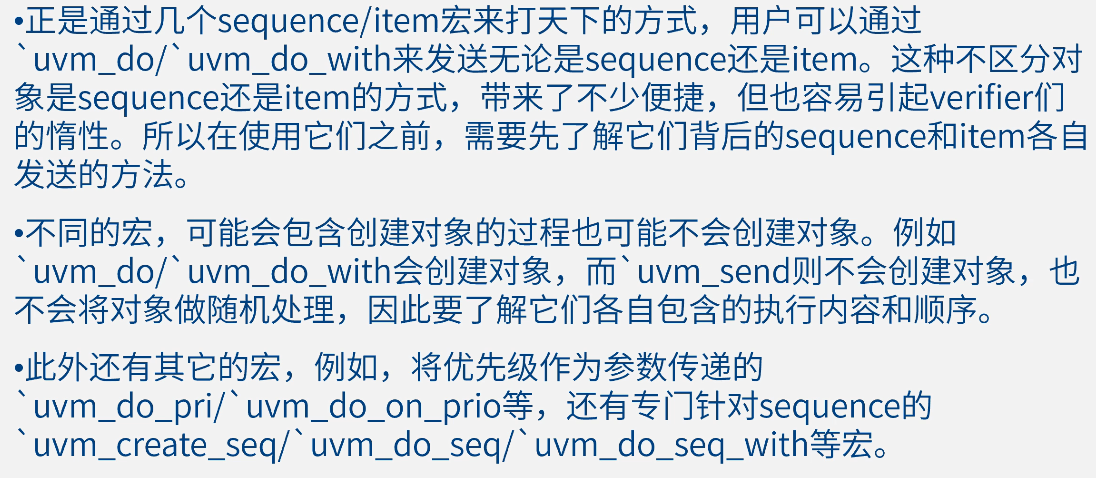 •正是通过几个sequence/item宏来打天下的方式，用户可以通过
`uvm_do/`uvm_do_with来发送无论是sequence还是item。这种不区分对
象是sequence还是item的方式，带来了不少便捷，但也容易引起verifier们
的惰性。所以在使用它们之前，需要先了解它们背后的sequence和item各自
发送的方法。
•不同的宏，可能会包含创建对象的过程也可能不会创建对象。例如
`uvm_do/`uvm_do_with会创建对象，而`uvm_send则不会创建对象，也
不会将对象做随机处理，因此要了解它们各自包含的执行内容和顺序。
•此外还有其它的宏，例如，将优先级作为参数传递的
`uvm_do_pri/`uvm_do_on_prio等，还有专门针对sequence的
`uvm_create_seq/`uvm_do_seq/`uvm_do_seq_with等宏。